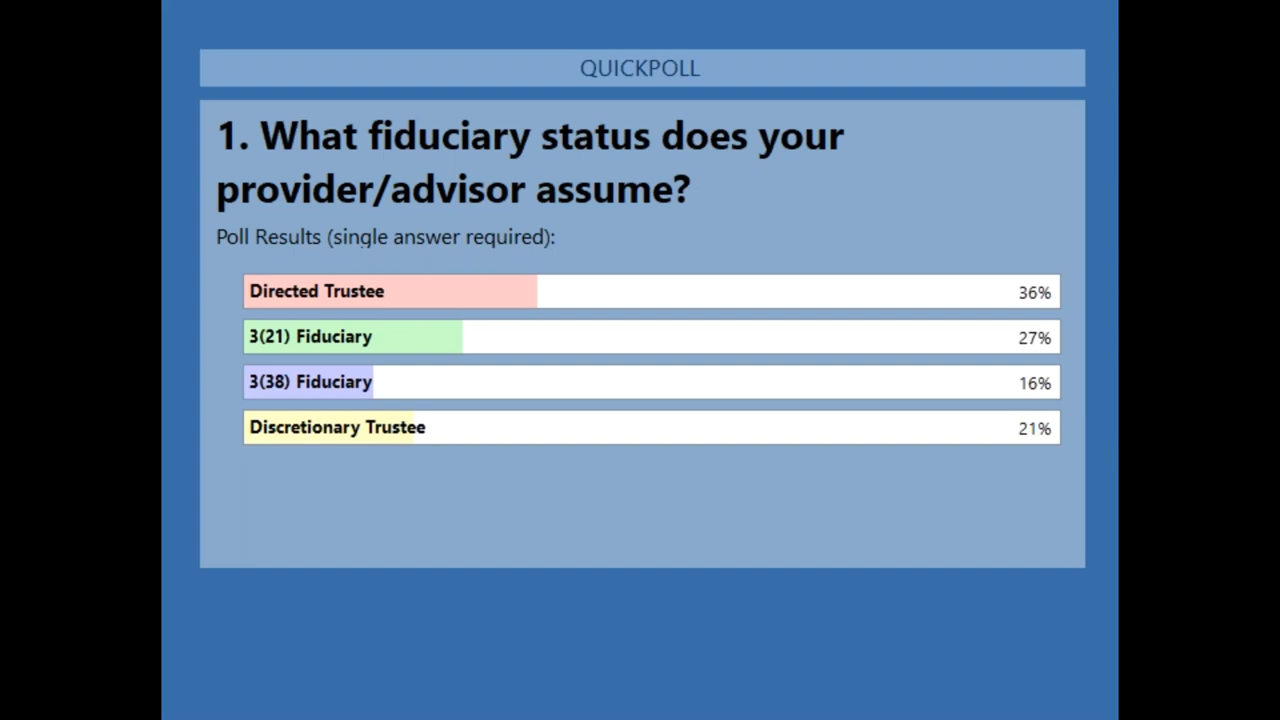 QUICKPOLL
1. What fiduciary status does your
provider/advisor assume?
Poll Results (single answer required):
Directed Trustee 36%
3(21) Fiduciary 27%
3(38) Fiduciary 16%
Discretionary Trustee 21%